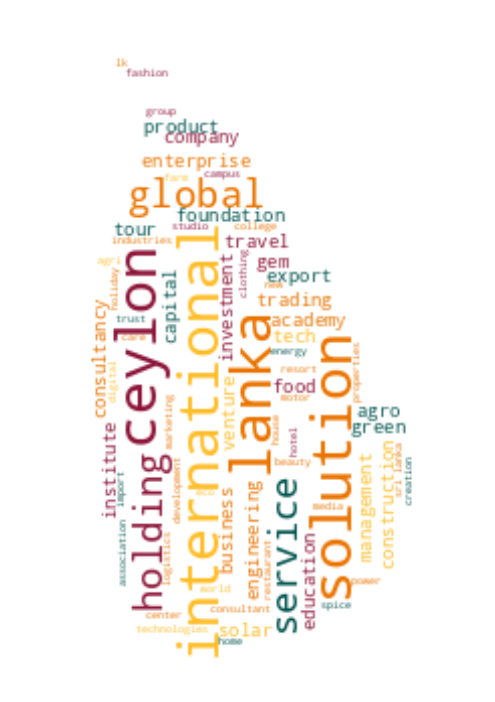 lk
fashion
group
product
company
enterprise
farm
campus
global
foundation
tour
studio
college
industries
travel
agri
gem
holiday
export
clothing
new
capital
investment
ceylon
international
trading
consultancy
trust
academy
lanka
care
tech
energy
solution
digital
resort
properties
food
venture
motor
marketing
agro
green
house
institute
hotel
holding
beauty
management
construction
sri lanka
creation
import
development
eco
business
engineering
service
media
association
logistics
restaurant
education
power
world
spice
center
consultant
technologies
solar
home